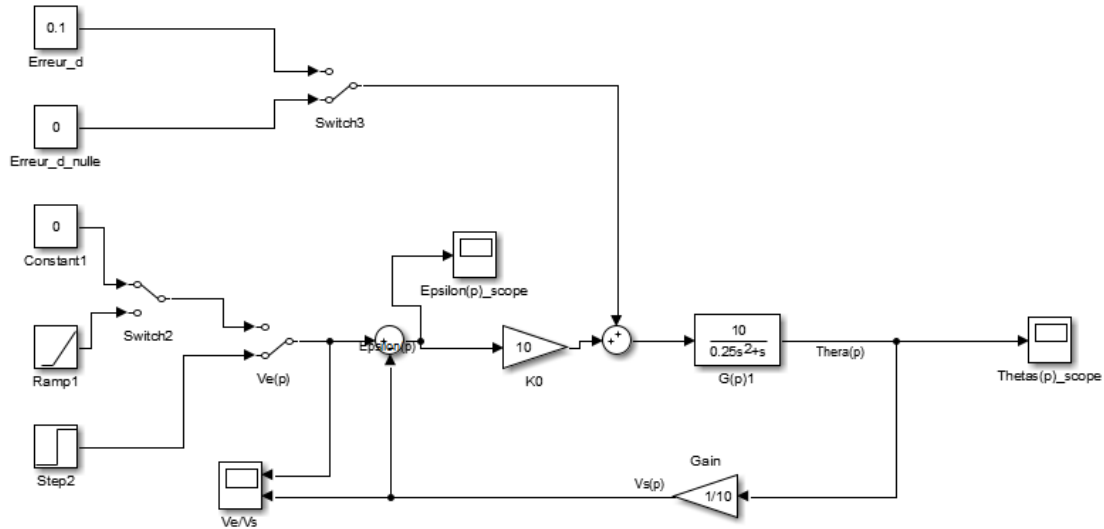 0.1
Erreur_d
0
Erreur_d_nulle
Switch3
0
Constant1
Switch2
Ramp1
Ve(p)
Step2
Epsilon(p)_scope
Epsilon(p)
10
K0
10
0.25s²+s
G(p)1
Thera(p)
Thetas(p)_scope
Gain
1/10
Vs(p)
Ve/Vs